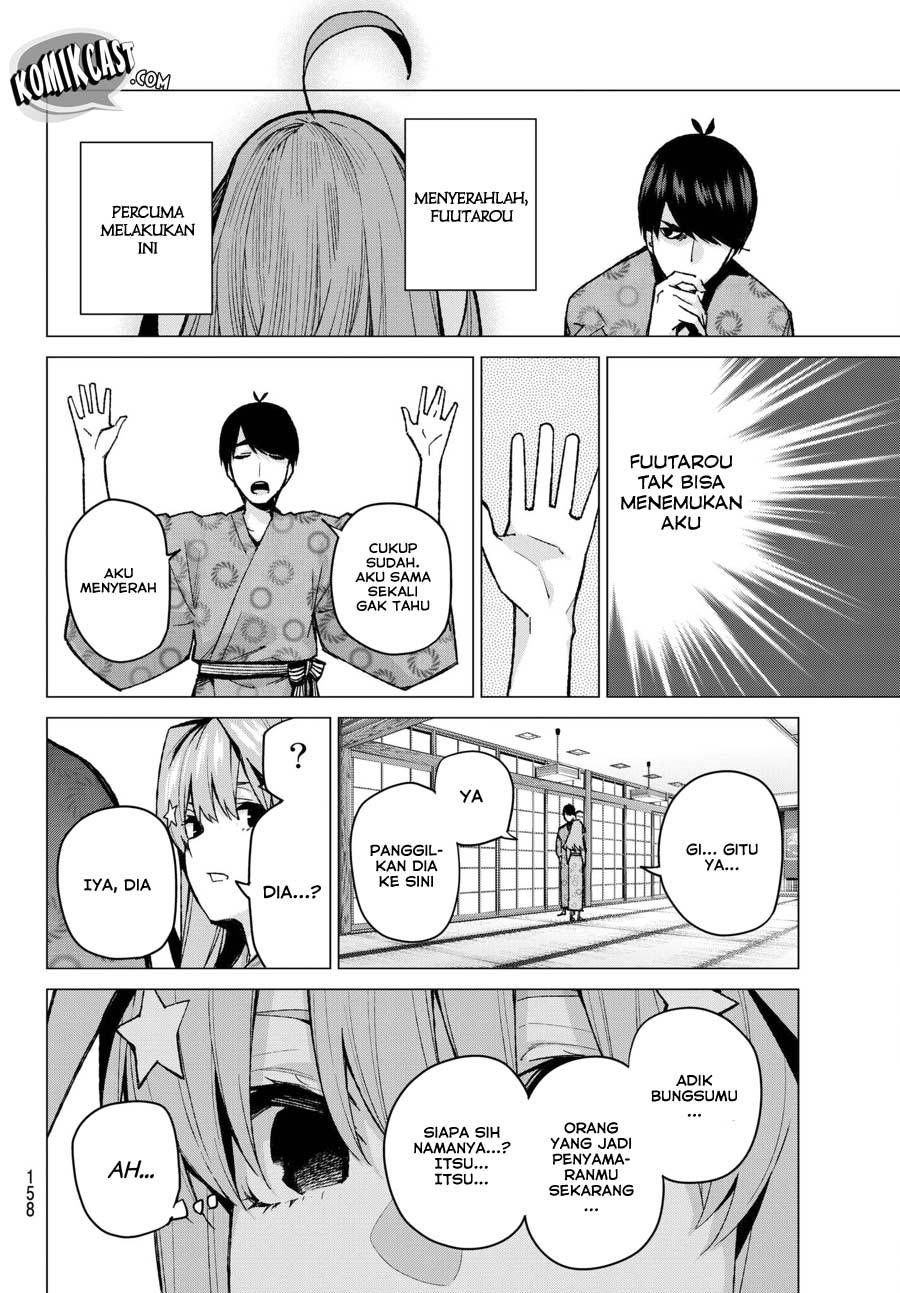 KOMIKCAST
.COM
MENYERAHLAH,
FUUTAROU
PERCUMA
MELAKUKAN
INI
FUUTAROU
TAK BISA
MENEMUKAN
AKU
CUKUP
SUDAH.
AKU SAMA
SEKALI
GAK TAHU
AKU
MENYERAH
GI... GITU
YA...
YA
PANGGIL-
KAN DIA
KE SINI
?
DIA...?
IYA, DIA
ADIK
BUNGSUMU
...
ORANG
YANG JADI
PENYAMA-
RANMU
SEKARANG
...
SIAPA SIH
NAMANYA...?
ITSU...
ITSU...
AH...
158